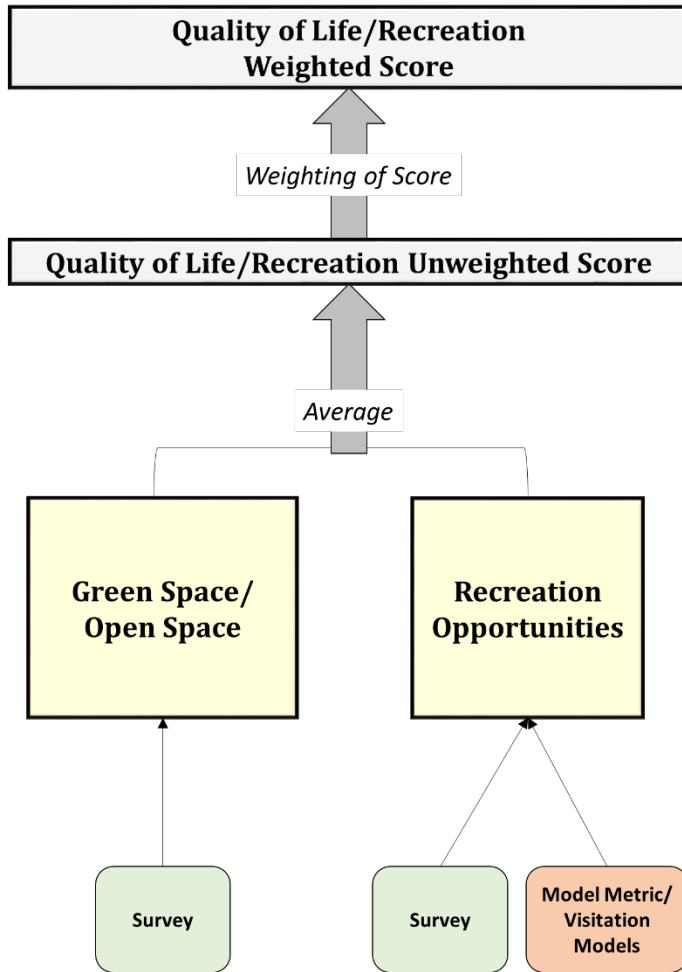 Quality of Life/Recreation
Weighted Score
Weighting of Score
Quality of Life/Recreation Unweighted Score
Average
Green Space/
Open Space
Recreation
Opportunities
Survey
Survey
Model Metric/
Visitation
Models